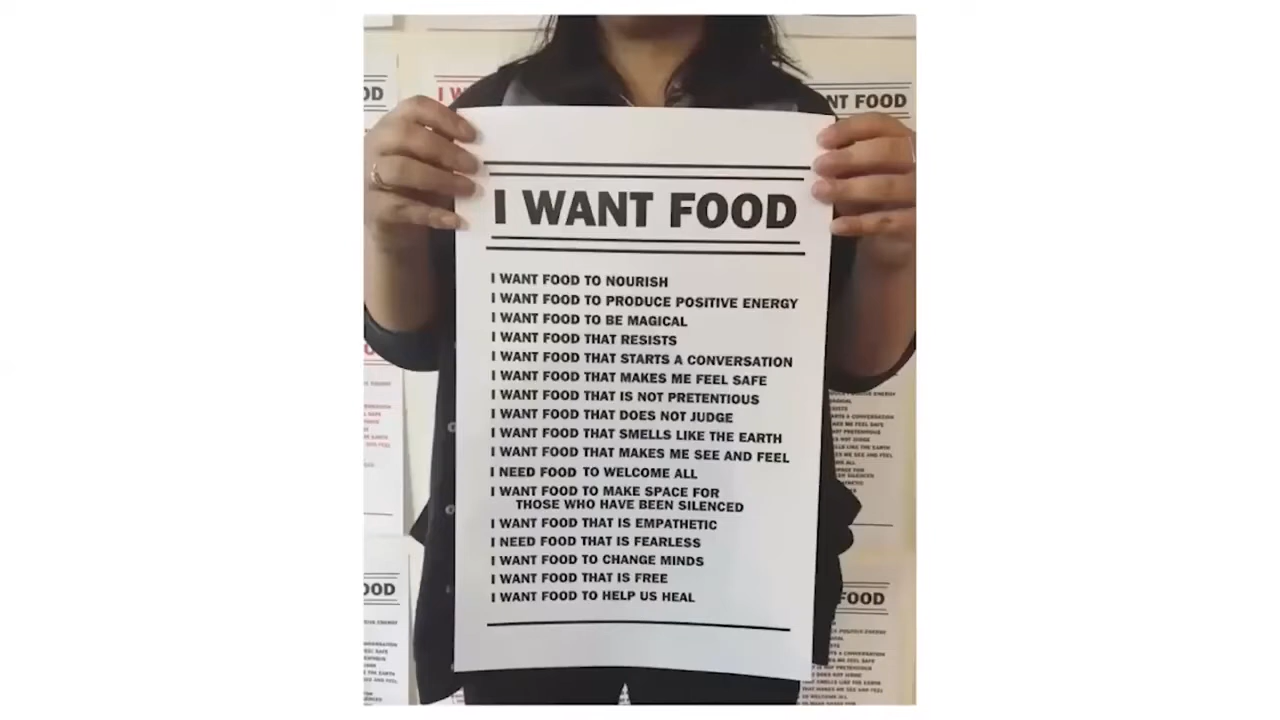 I WANT FOOD
I WANT FOOD TO NOURISH
I WANT FOOD TO PRODUCE POSITIVE ENERGY
I WANT FOOD TO BE MAGICAL
I WANT FOOD THAT RESISTS
I WANT FOOD THAT STARTS A CONVERSATION
I WANT FOOD THAT MAKES ME FEEL SAFE
I WANT FOOD THAT IS NOT PRETENTIOUS
I WANT FOOD THAT DOES NOT JUDGE
I WANT FOOD THAT SMELLS LIKE THE EARTH
I WANT FOOD THAT MAKES ME SEE AND FEEL
I NEED FOOD TO WELCOME ALL
I WANT FOOD TO MAKE SPACE FOR
THOSE WHO HAVE BEEN SILENCED
I WANT FOOD THAT IS EMPATHETIC
I NEED FOOD THAT IS FEARLESS
I WANT FOOD TO CHANGE MINDS
I WANT FOOD THAT IS FREE
I WANT FOOD TO HELP US HEAL